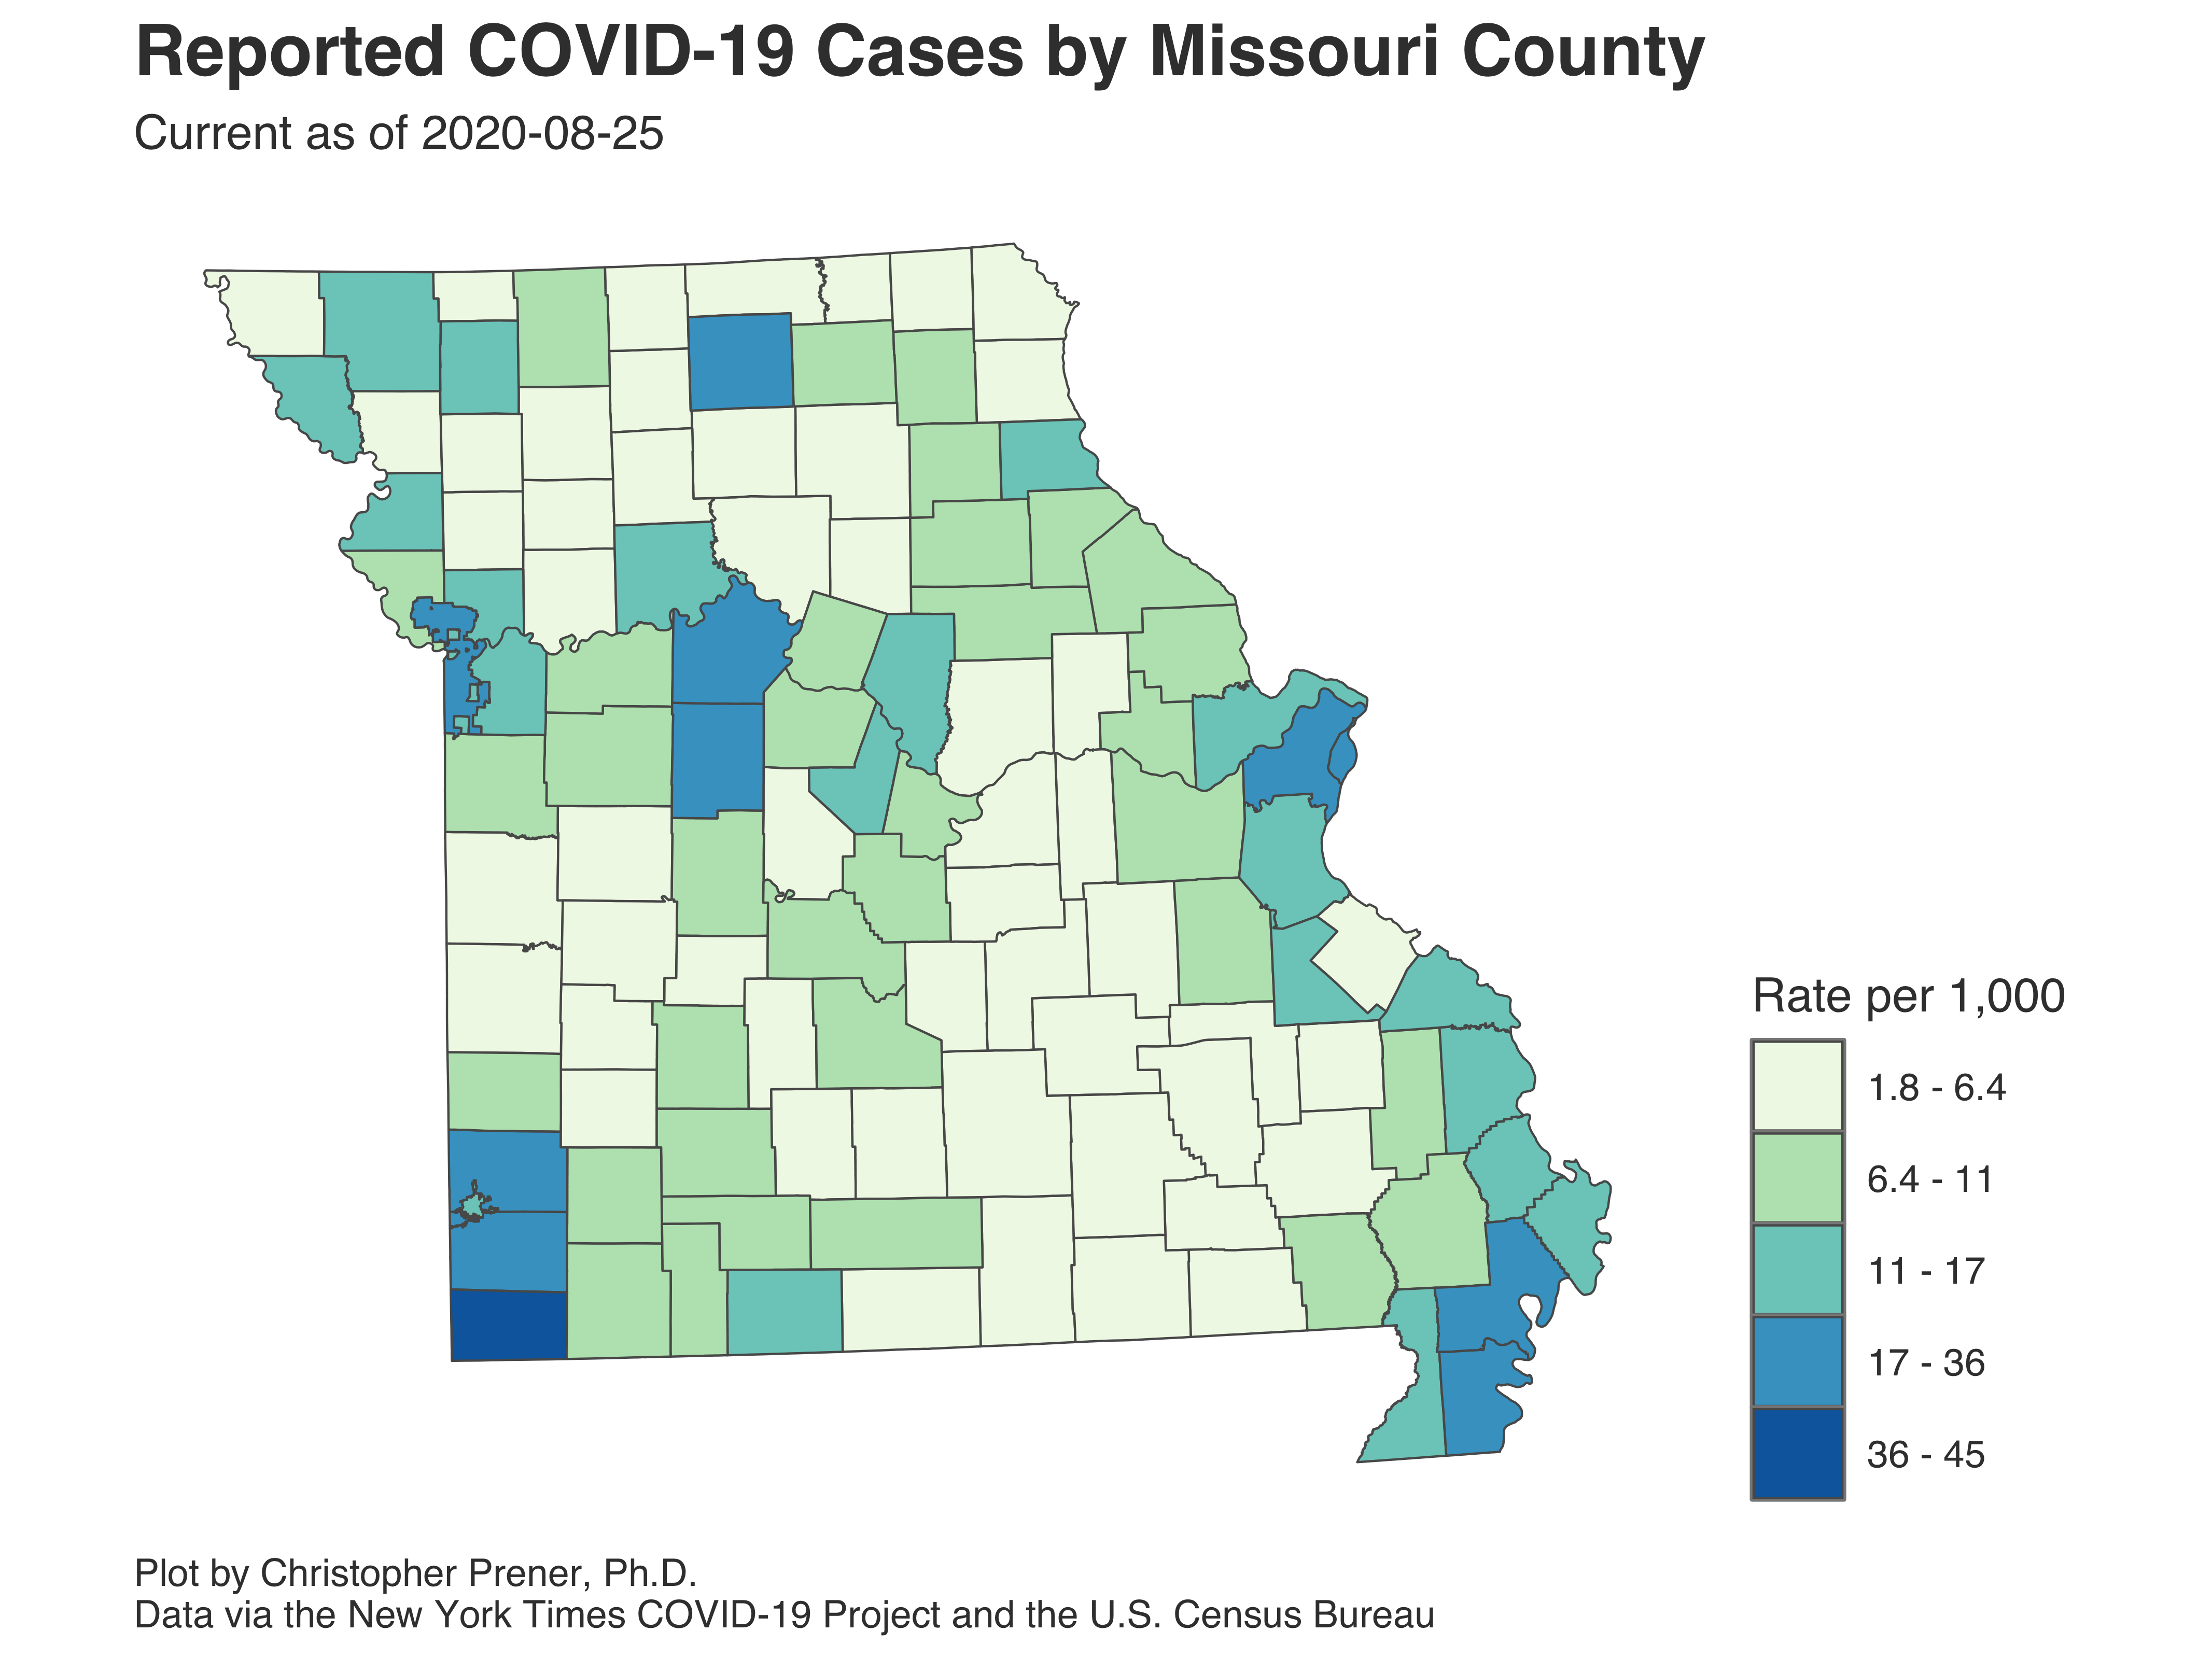 Reported COVID-19 Cases by Missouri County
Current as of 2020-08-25
Rate per 1,000
1.8 - 6.4
6.4 - 11
11 - 17
17 - 36
36 - 45
Plot by Christopher Prener, Ph.D.
Data via the New York Times COVID-19 Project and the U.S. Census Bureau